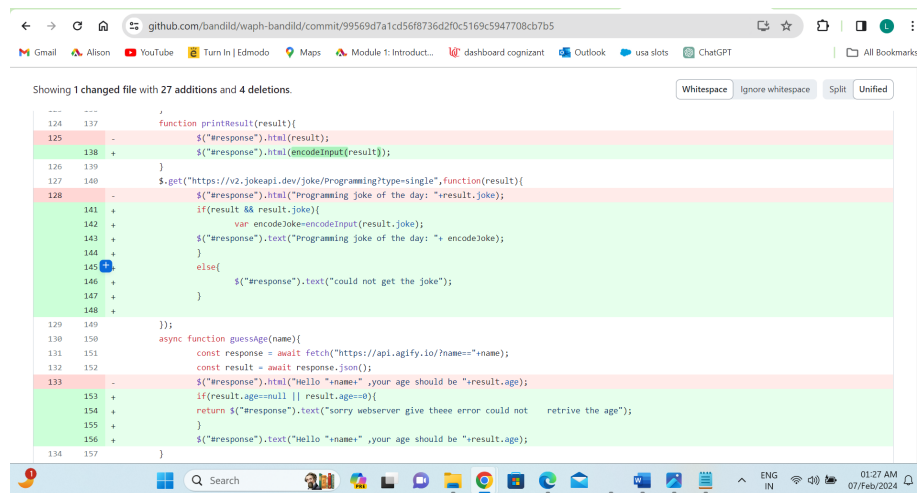 github.com/bandild/waph-bandild/commit/99569d7a1cd56f8736d2f0c5169c5947708cb7b5
L
Gmail Alison YouTube Turn In | Edmodo Maps Module 1: Introduct... dashboard cognizant Outlook usa slots ChatGPT All Bookmarks
Showing 1 changed file with 27 additions and 4 deletions. Whitespace Ignore whitespace Split Unified
124 137 function printResult(result){
125 - $("#response").html(result);
138 + $("#response").html(encodeInput(result));
126 139 }
127 140 $.get("https://v2.jokeapi.dev/joke/Programming?type=single",function(result){
128 - $("#response").html("Programming joke of the day: "+result.joke);
141 + if(result && result.joke){
142 + var encodeJoke=encodeInput(result.joke);
143 + $("#response").text("Programming joke of the day: "+ encodeJoke);
144 + }
145 + else{
146 + $("#response").text("could not get the joke");
147 + }
148 +
129 149 });
130 150 async function guessAge(name){
131 151 const response = await fetch("https://api.agify.io/?name=="+name);
132 152 const result = await response.json();
133 - $("#response").html("Hello "+name+" ,your age should be "+result.age);
153 + if(result.age==null || result.age==0){
154 + return $("#response").text("sorry webserver give theee error could not retrive the age");
155 + }
156 + $("#response").text("Hello "+name+" ,your age should be "+result.age);
134 157 }
1 Search ENG 01:27 AM
IN 07/Feb/2024